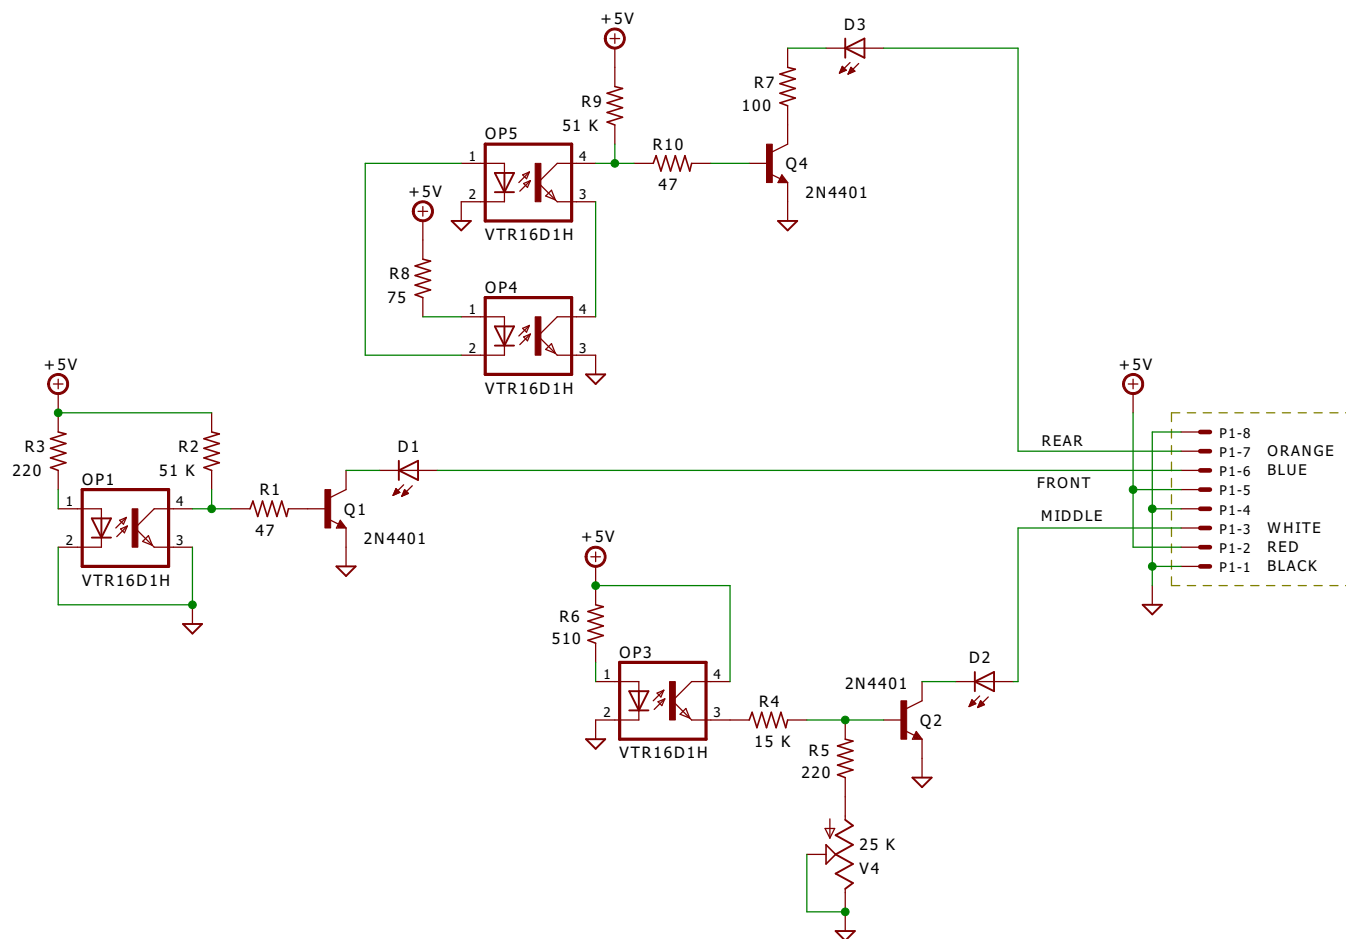 +5V
D3
R9
51 K
R7
100
OP5
1
2
4
3
VTR16D1H
R10
47
Q4
2N4401
+5V
R8
75
OP4
1
2
4
3
VTR16D1H
+5V
R3
220
R2
51 K
OP1
1
2
4
3
VTR16D1H
R1
47
Q1
2N4401
D1
+5V
REAR
FRONT
MIDDLE
P1-8
P1-7 ORANGE
P1-6 BLUE
P1-5
P1-4
P1-3 WHITE
P1-2 RED
P1-1 BLACK
+5V
R6
510
OP3
1
2
4
3
VTR16D1H
R4
15 K
2N4401
Q2
D2
R5
220
25 K
V4